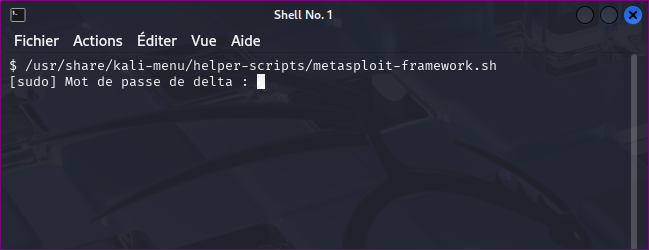 Shell No. 1
Fichier Actions Éditer Vue Aide
$ /usr/share/kali-menu/helper-scripts/metasploit-framework.sh
[sudo] Mot de passe de delta :